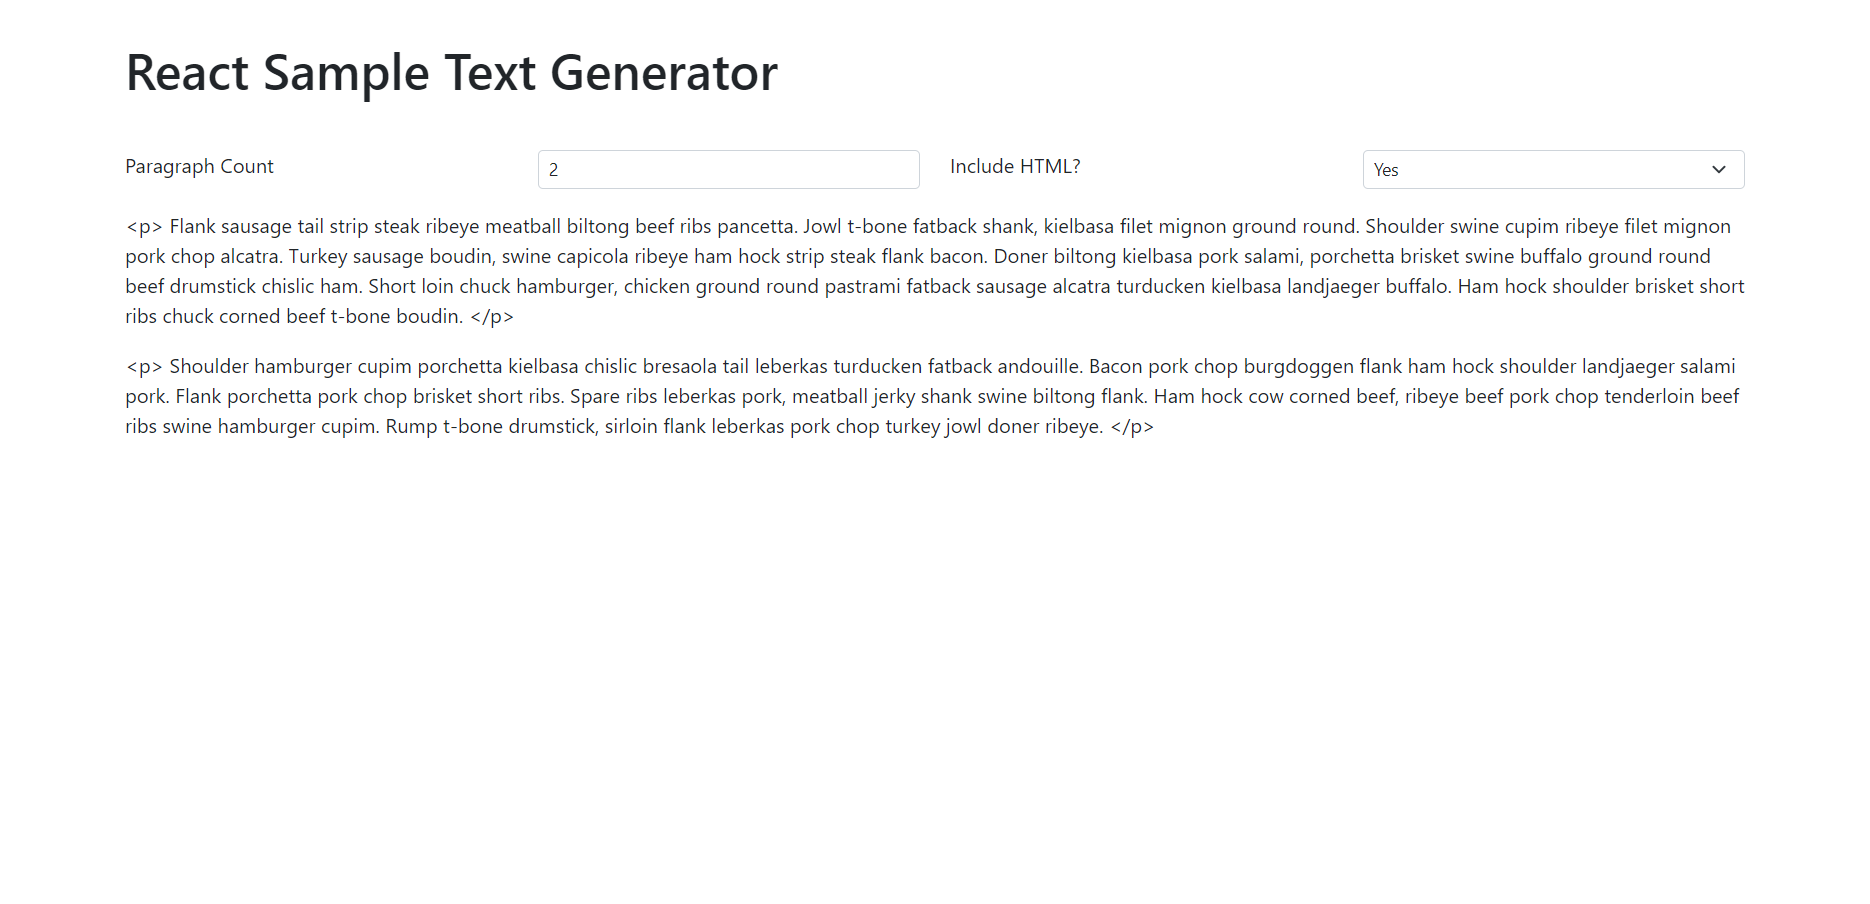 React Sample Text Generator
Paragraph Count 2 Include HTML? Yes
<p> Flank sausage tail strip steak ribeye meatball biltong beef ribs pancetta. Jowl t-bone fatback shank, kielbasa filet mignon ground round. Shoulder swine cupim ribeye filet mignon
pork chop alcatra. Turkey sausage boudin, swine capicola ribeye ham hock strip steak flank bacon. Doner biltong kielbasa pork salami, porchetta brisket swine buffalo ground round
beef drumstick chislic ham. Short loin chuck hamburger, chicken ground round pastrami fatback sausage alcatra turducken kielbasa landjaeger buffalo. Ham hock shoulder brisket short
ribs chuck corned beef t-bone boudin. </p>
<p> Shoulder hamburger cupim porchetta kielbasa chislic bresaola tail leberkas turducken fatback andouille. Bacon pork chop burgdoggen flank ham hock shoulder landjaeger salami
pork. Flank porchetta pork chop brisket short ribs. Spare ribs leberkas pork, meatball jerky shank swine biltong flank. Ham hock cow corned beef, ribeye beef pork chop tenderloin beef
ribs swine hamburger cupim. Rump t-bone drumstick, sirloin flank leberkas pork chop turkey jowl doner ribeye. </p>